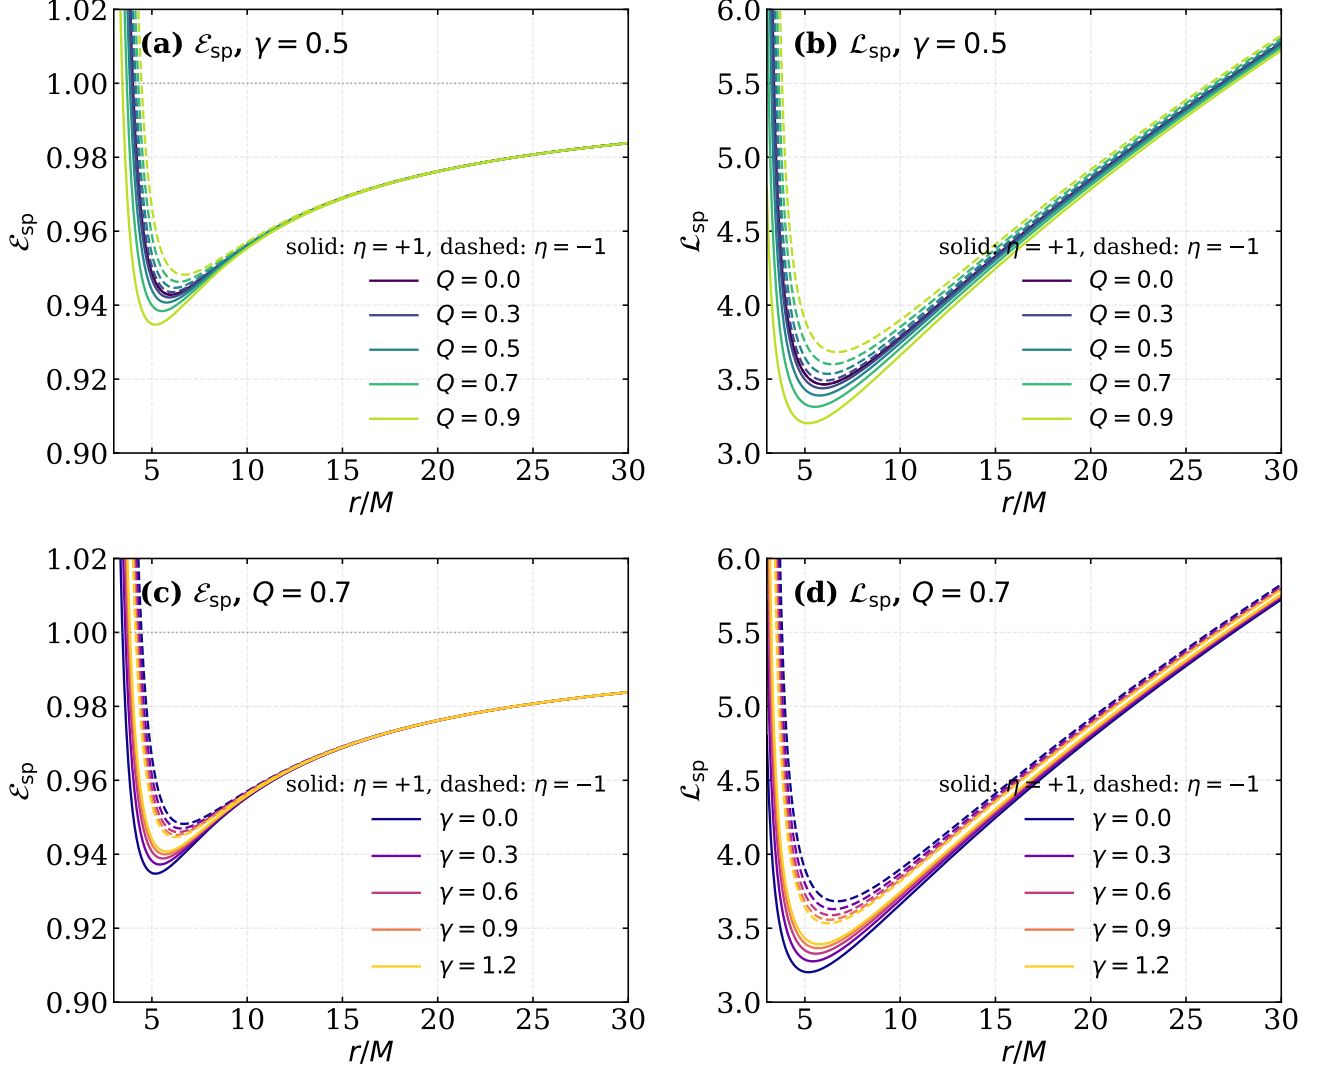 (a) ℰsp, γ = 0.5
1.02
1.00
0.98
0.96
0.94
0.92
0.90
ℰsp
solid: η = +1, dashed: η = −1
Q = 0.0
Q = 0.3
Q = 0.5
Q = 0.7
Q = 0.9
5 10 15 20 25 30
r/M
(b) ℒsp, γ = 0.5
6.0
5.5
5.0
4.5
4.0
3.5
3.0
ℒsp
solid: η = +1, dashed: η = −1
Q = 0.0
Q = 0.3
Q = 0.5
Q = 0.7
Q = 0.9
5 10 15 20 25 30
r/M
(c) ℰsp, Q = 0.7
1.02
1.00
0.98
0.96
0.94
0.92
0.90
ℰsp
solid: η = +1, dashed: η = −1
γ = 0.0
γ = 0.3
γ = 0.6
γ = 0.9
γ = 1.2
5 10 15 20 25 30
r/M
(d) ℒsp, Q = 0.7
6.0
5.5
5.0
4.5
4.0
3.5
3.0
ℒsp
solid: η = +1, dashed: η = −1
γ = 0.0
γ = 0.3
γ = 0.6
γ = 0.9
γ = 1.2
5 10 15 20 25 30
r/M